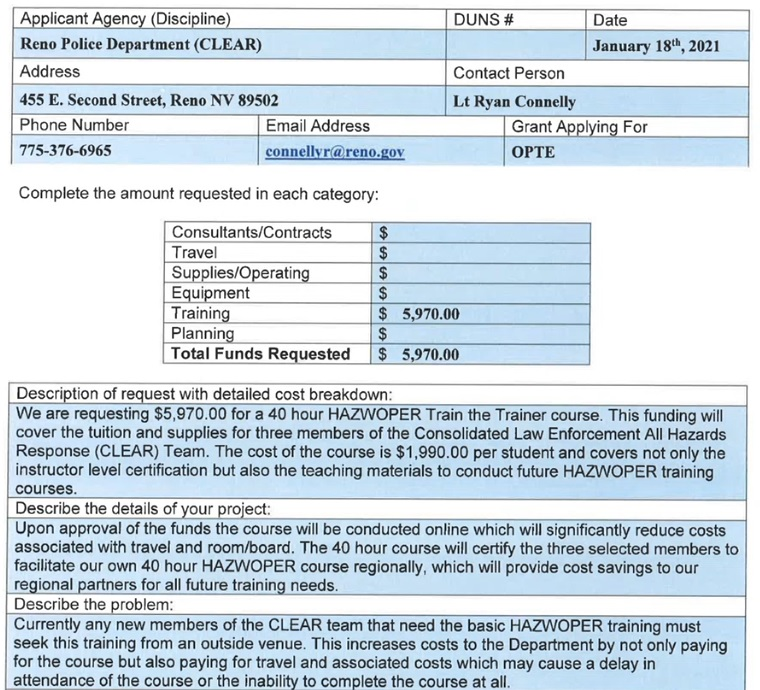 Applicant Agency (Discipline) DUNS # Date
Reno Police Department (CLEAR) January 18th, 2021
Address Contact Person
455 E. Second Street, Reno NV 89502 Lt Ryan Connelly
Phone Number Email Address Grant Applying For
775-376-6965 connellyr@reno.gov OPTE
Complete the amount requested in each category:
Consultants/Contracts $
Travel $
Supplies/Operating $
Equipment $
Training $ 5,970.00
Planning $
Total Funds Requested $ 5,970.00
Description of request with detailed cost breakdown:
We are requesting $5,970.00 for a 40 hour HAZWOPER Train the Trainer course. This funding will
cover the tuition and supplies for three members of the Consolidated Law Enforcement All Hazards
Response (CLEAR) Team. The cost of the course is $1,990.00 per student and covers not only the
instructor level certification but also the teaching materials to conduct future HAZWOPER training
courses.
Describe the details of your project:
Upon approval of the funds the course will be conducted online which will significantly reduce costs
associated with travel and room/board. The 40 hour course will certify the three selected members to
facilitate our own 40 hour HAZWOPER course regionally, which will provide cost savings to our
regional partners for all future training needs.
Describe the problem:
Currently any new members of the CLEAR team that need the basic HAZWOPER training must
seek this training from an outside venue. This increases costs to the Department by not only paying
for the course but also paying for travel and associated costs which may cause a delay in
attendance of the course or the inability to complete the course at all.